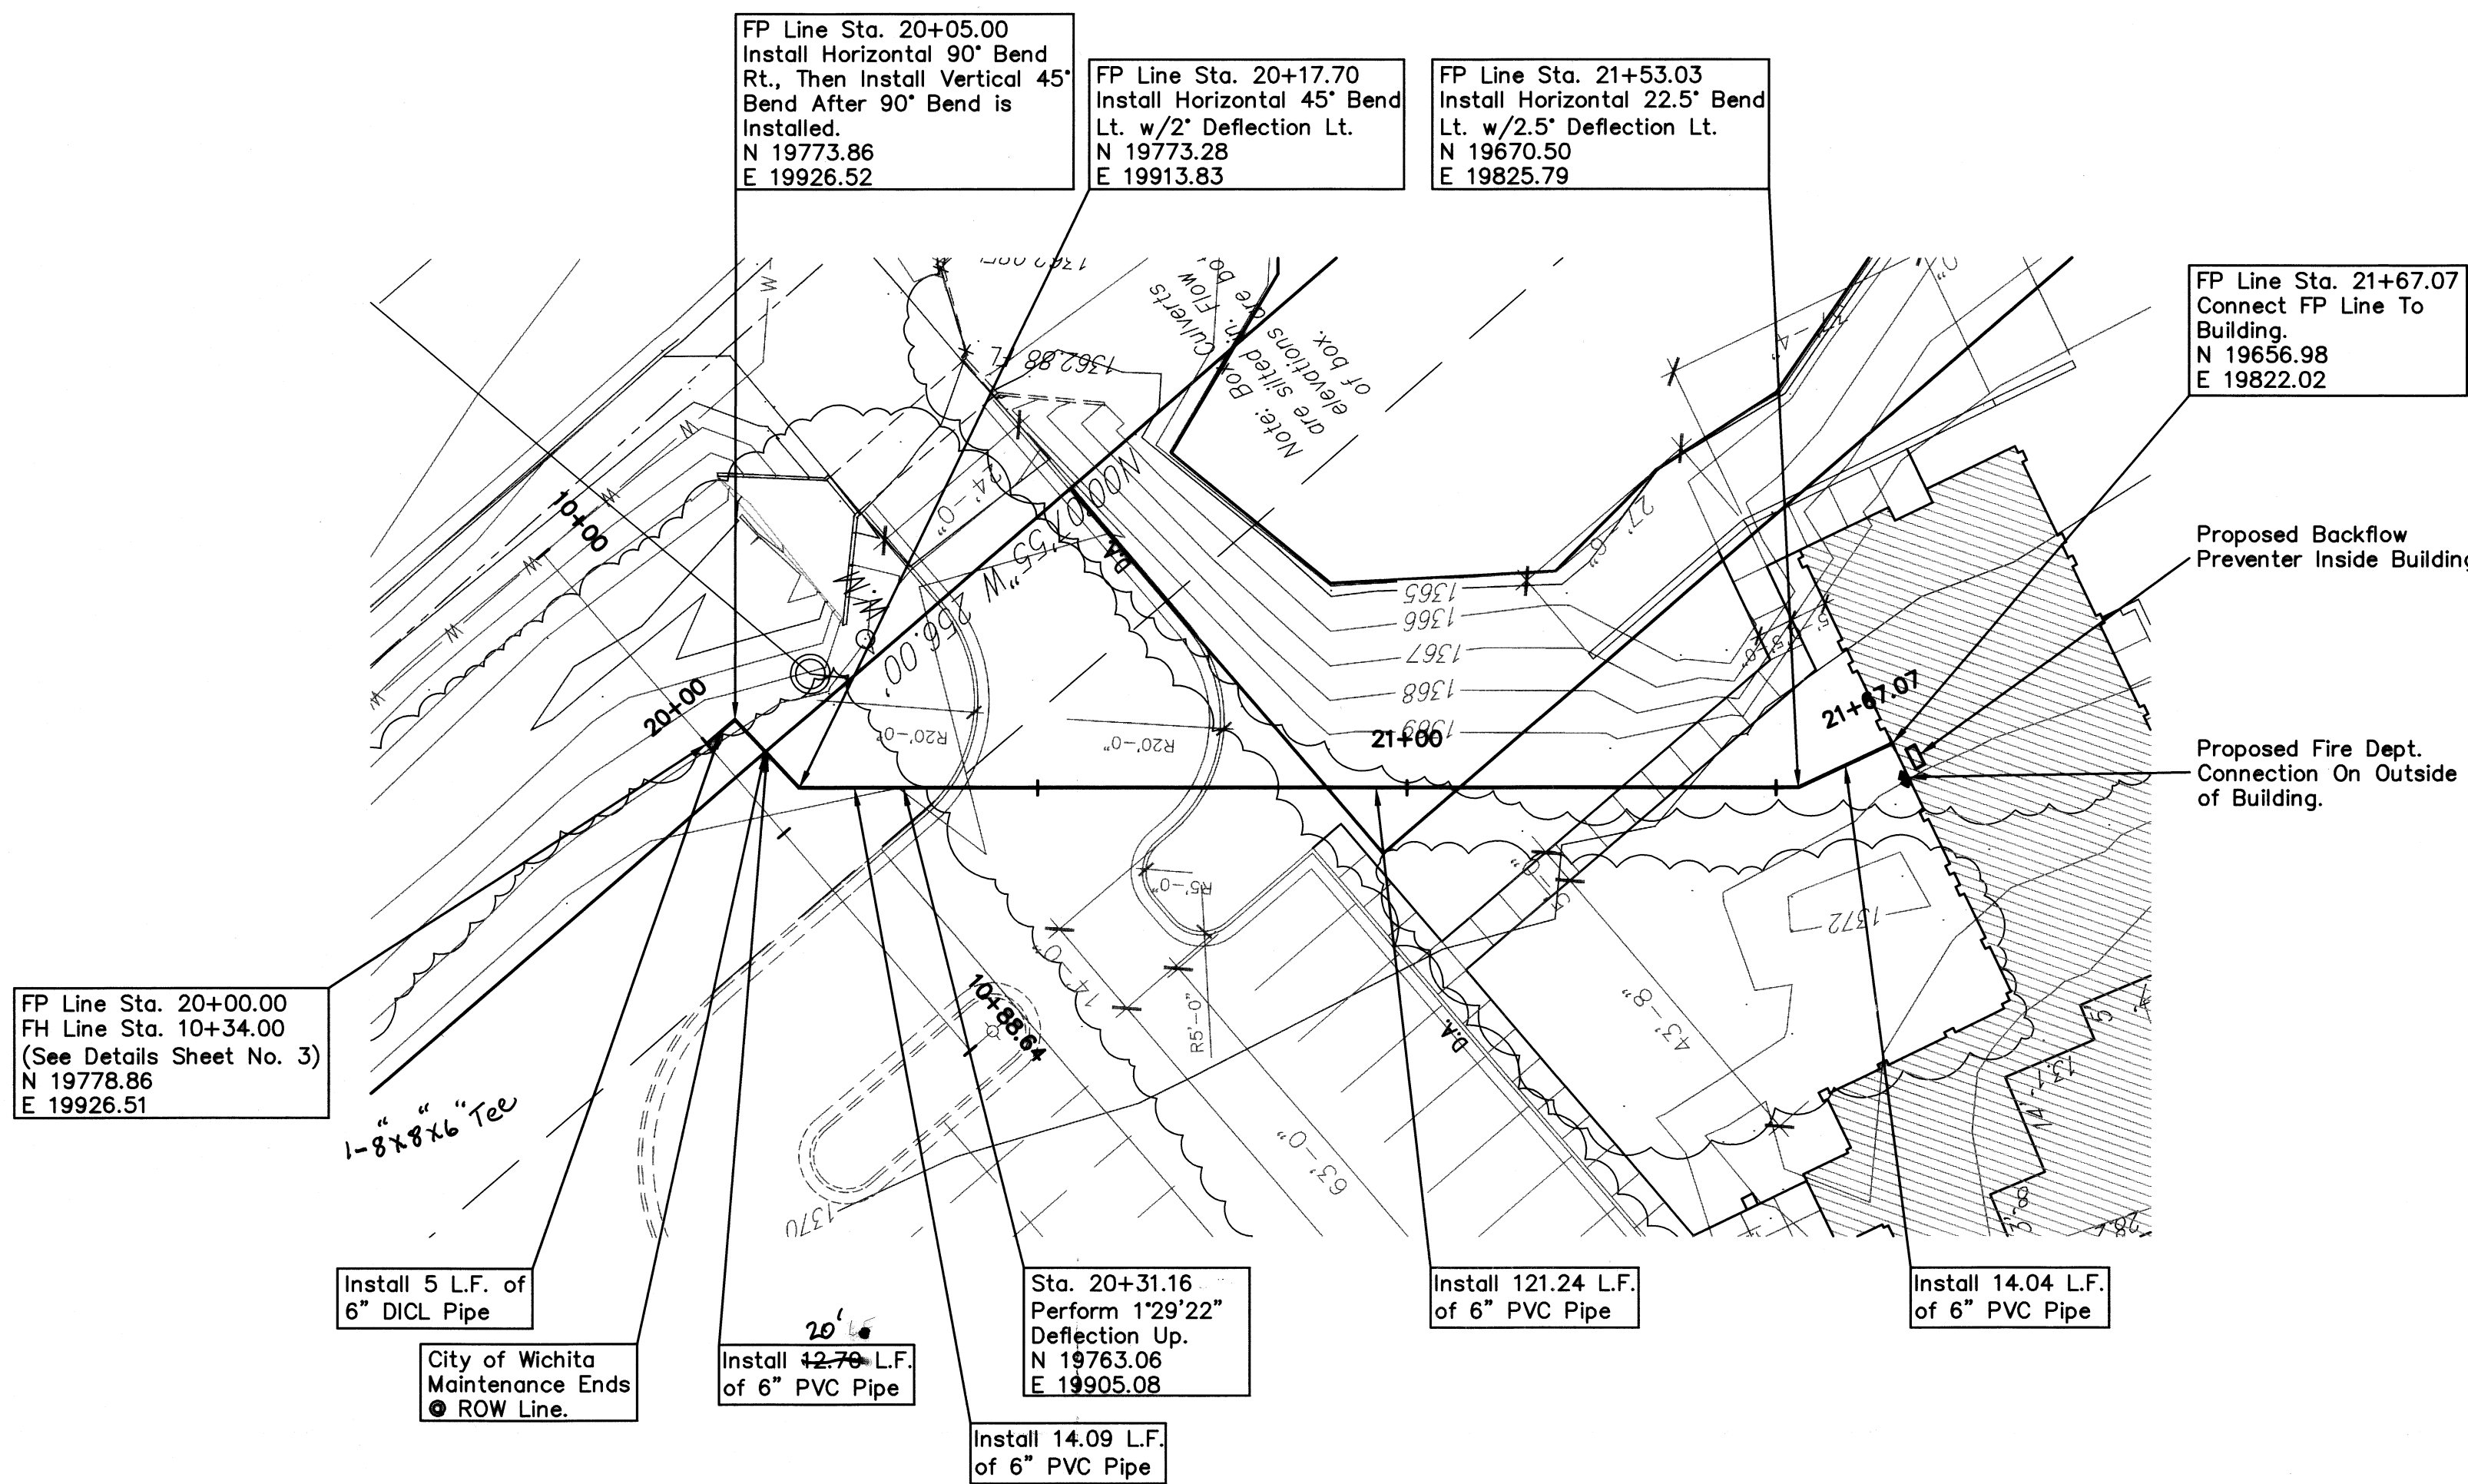 FP Line Sta. 20+05.00
Install Horizontal 90° Bend
Rt., Then Install Vertical 45°
Bend After 90° Bend is
Installed.
N 19773.86
E 19926.52
FP Line Sta. 20+17.70
Install Horizontal 45° Bend
Lt. w/2° Deflection Lt.
N 19773.28
E 19913.83
FP Line Sta. 21+53.03
Install Horizontal 22.5° Bend
Lt. w/2.5° Deflection Lt.
N 19670.50
E 19825.79
FP Line Sta. 21+67.07
Connect FP Line To
Building.
N 19656.98
E 19822.02
Proposed Backflow
Preventer Inside Building
Proposed Fire Dept.
Connection On Outside
of Building.
Note: Box Culverts
are silted in. Flow
elevations are bot
of box.
FL 1362.88
W
W
W
W
W
W
10+00
20+00
24'-0"
N00°01'55"W 256.00'
D.A.
W.M.
27'-6"
5'-0"
5'
1365
1366
1367
1368
1369
21+00
21+67.07
R20'-0"
R20'-0"
R5'-0"
R5'-0"
14'-0"
5'-0"
10+88.64
63'-0"
43'-8"
1372
D.A.
1370
13.1'
FP Line Sta. 20+00.00
FH Line Sta. 10+34.00
(See Details Sheet No. 3)
N 19778.86
E 19926.51
1-8"x8"x6" Tee
Install 5 L.F. of
6" DICL Pipe
City of Wichita
Maintenance Ends
@ ROW Line.
20'
Install 12.70 L.F.
of 6" PVC Pipe
Install 14.09 L.F.
of 6" PVC Pipe
Sta. 20+31.16
Perform 1°29'22"
Deflection Up.
N 19763.06
E 19905.08
Install 121.24 L.F.
of 6" PVC Pipe
Install 14.04 L.F.
of 6" PVC Pipe